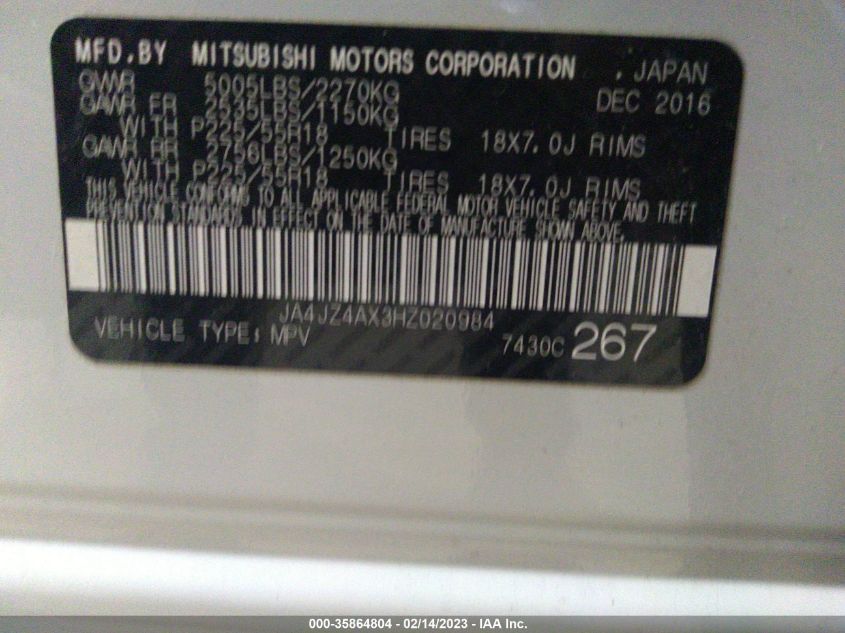 MFD.BY MITSUBISHI MOTORS CORPORATION , JAPAN
GVWR 5005LBS/2270KG DEC 2016
GAWR FR 2535LBS/1150KG
WITH P225/55R18 TIRES 18X7.0J RIMS
GAWR RR 2756LBS/1250KG
WITH P225/55R18 TIRES 18X7.0J RIMS
THIS VEHICLE CONFORMS TO ALL APPLICABLE FEDERAL MOTOR VEHICLE SAFETY AND THEFT
PREVENTION STANDARDS IN EFFECT ON THE DATE OF MANUFACTURE SHOWN ABOVE.
JA4JZ4AX3HZ020984
VEHICLE TYPE: MPV 7430C 267
000-35864804 - 02/14/2023 - IAA Inc.